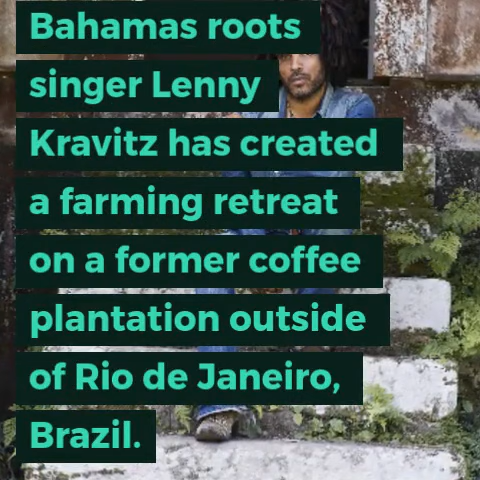 Bahamas roots
singer Lenny
Kravitz has created
a farming retreat
on a former coffee
plantation outside
of Rio de Janeiro,
Brazil.